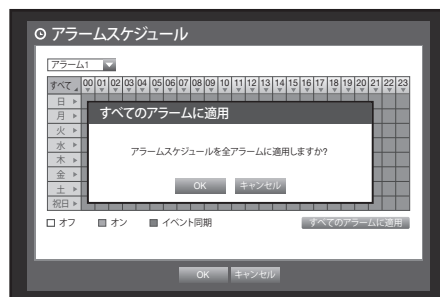 アラームスケジュール
アラーム1
すべて 00 01 02 03 04 05 06 07 08 09 10 11 12 13 14 15 16 17 18 19 20 21 22 23
日
月
すべてのアラームに適用
火
水
アラームスケジュールを全アラームに適用しますか?
木
金
OK キャンセル
土
祝日
オフ オン イベント同期 すべてのアラームに適用
OK キャンセル